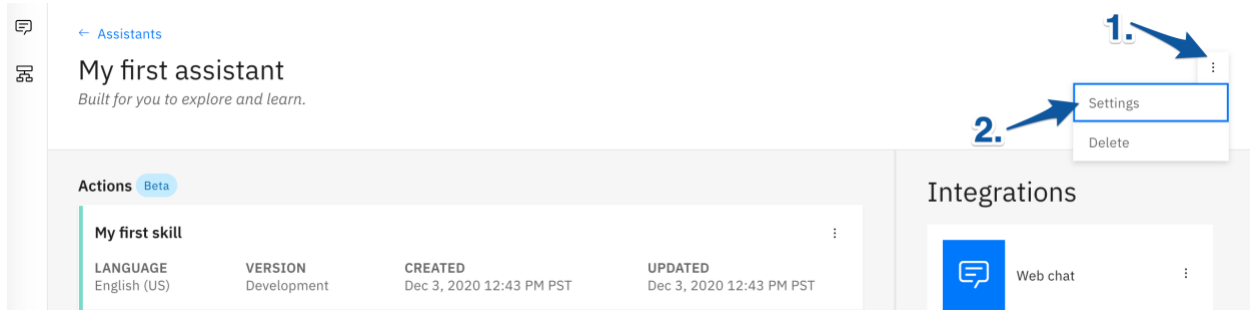 ← Assistants
1.
My first assistant
Built for you to explore and learn.
Settings
2.
Delete
Actions Beta
Integrations
My first skill
LANGUAGE VERSION CREATED UPDATED
English (US) Development Dec 3, 2020 12:43 PM PST Dec 3, 2020 12:43 PM PST
Web chat